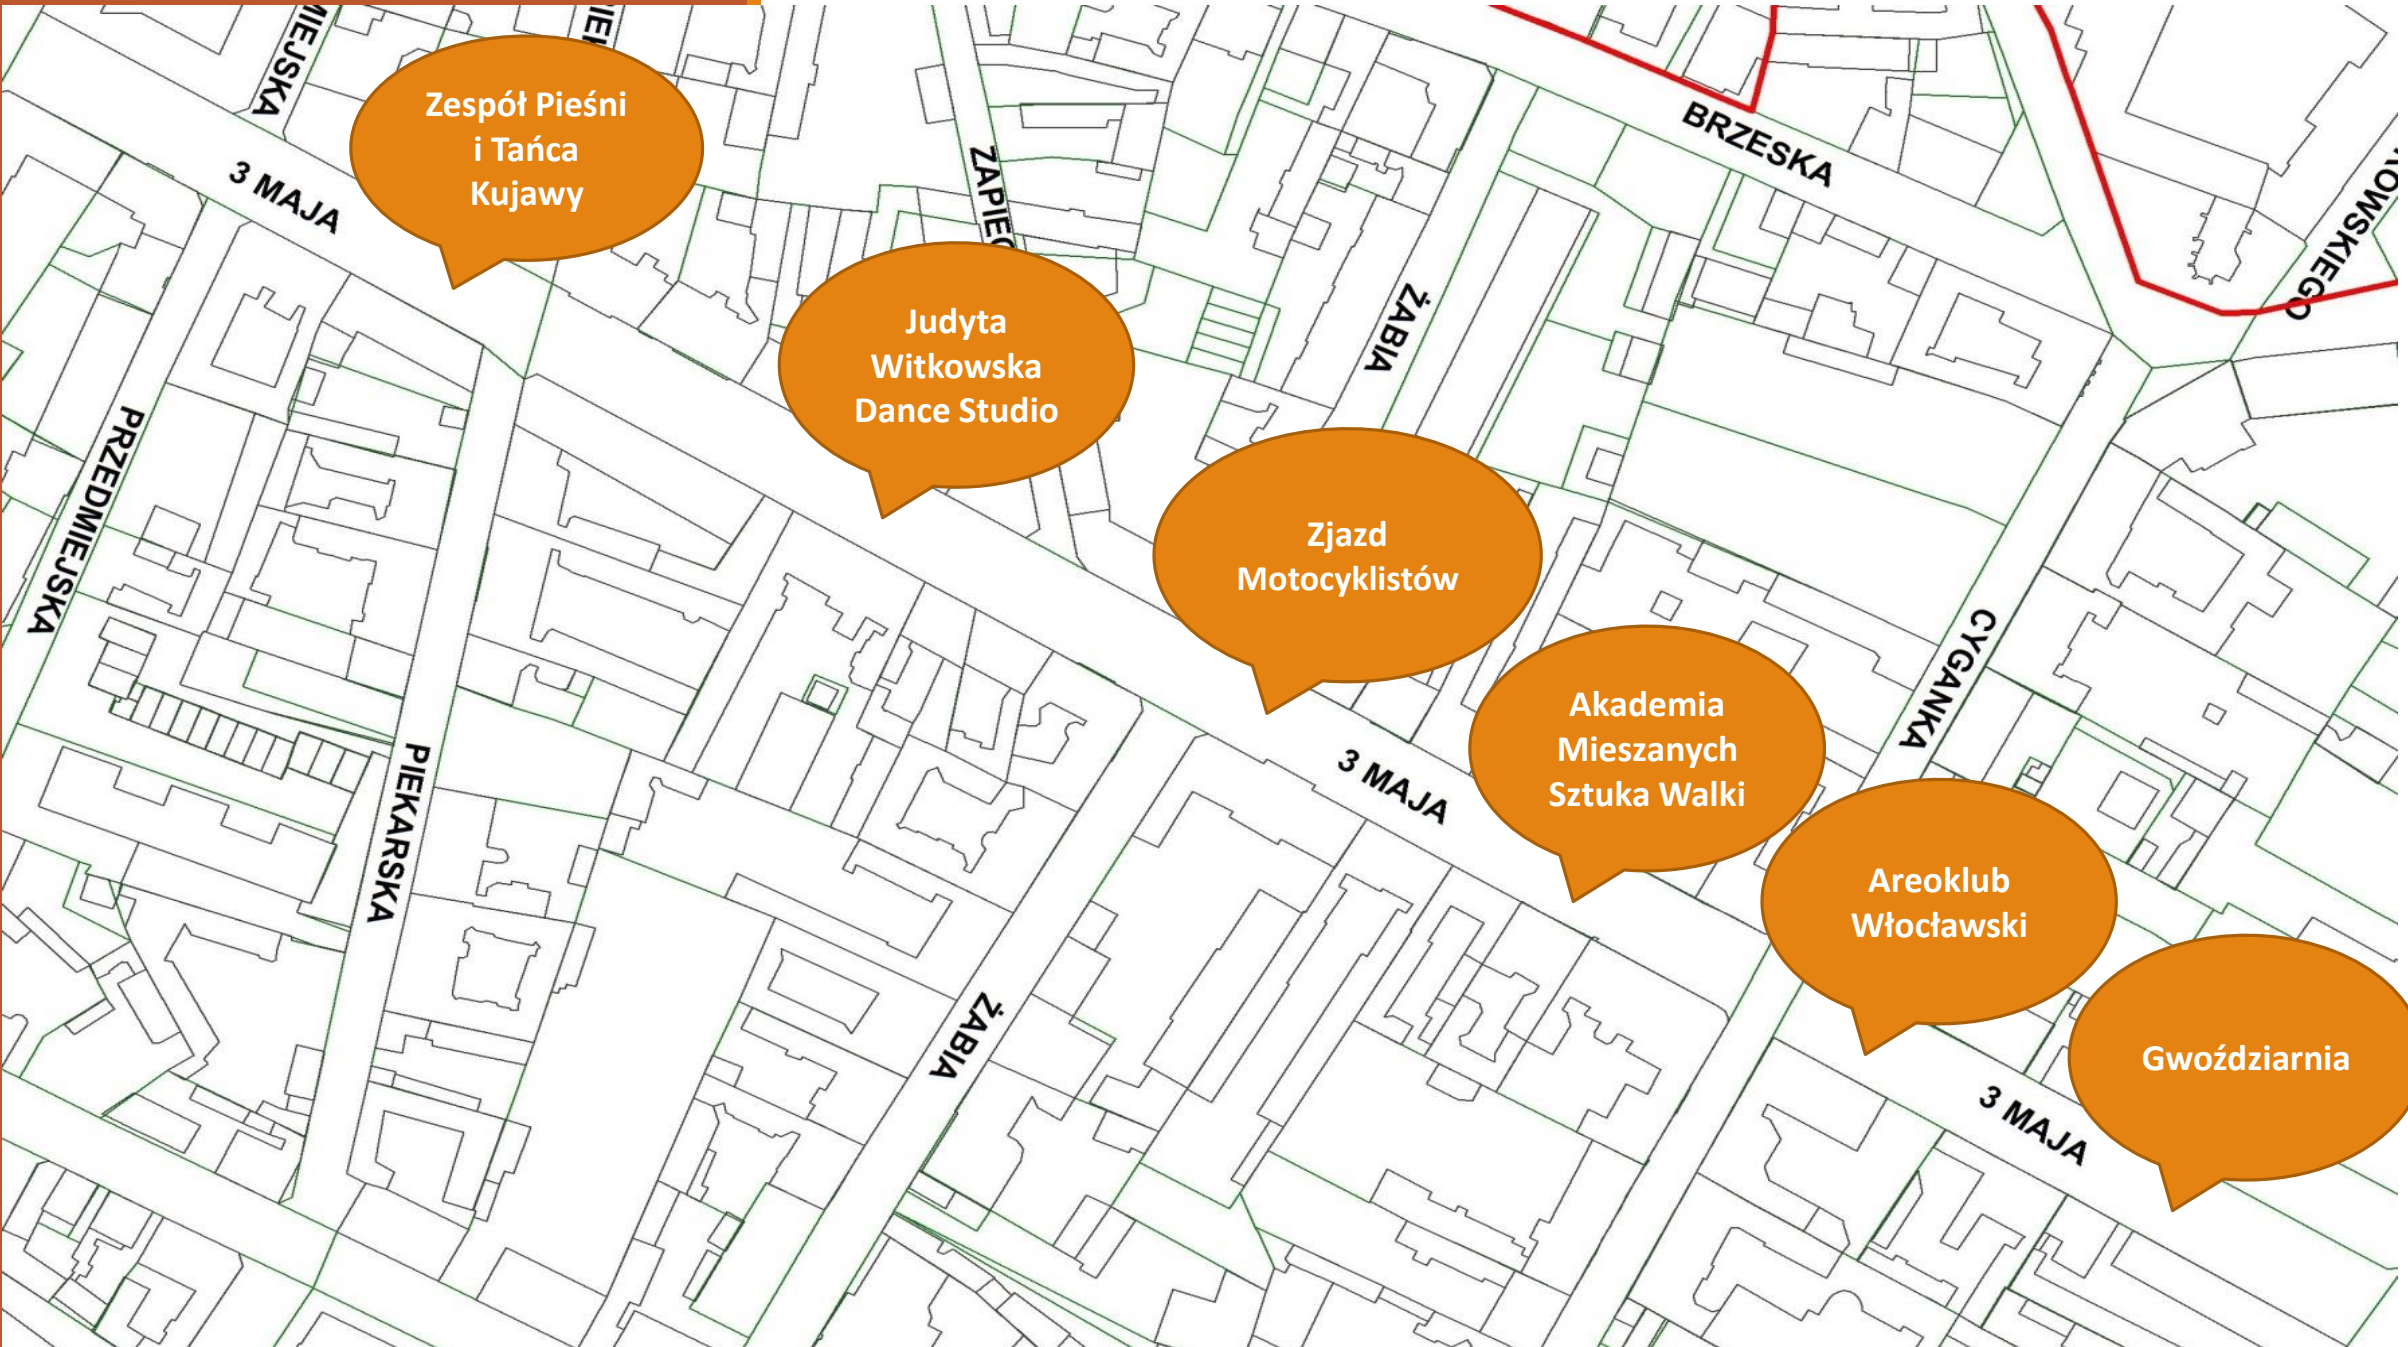 Zespół Pieśni
i Tańca
Kujawy
3 MAJA
BRZESKA
Judyta
Witkowska
Dance Studio
ŻABIA
PRZEDMIEJSKA
Zjazd
Motocyklistów
CYGANKA
Akademia
Mieszanych
Sztuka Walki
PIEKARSKA
3 MAJA
Areoklub
Włocławski
ŻABIA
Gwoździarnia
3 MAJA